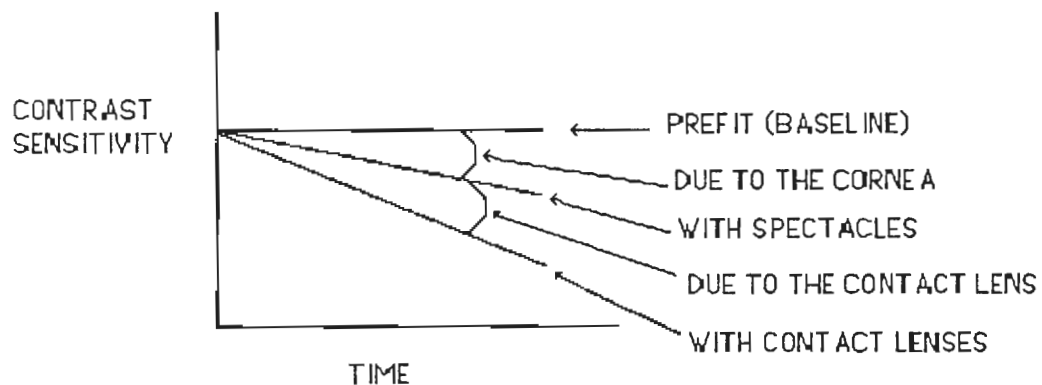 CONTRAST
SENSITIVITY
PREFIT (BASELINE)
DUE TO THE CORNEA
WITH SPECTACLES
DUE TO THE CONTACT LENS
WITH CONTACT LENSES
TIME